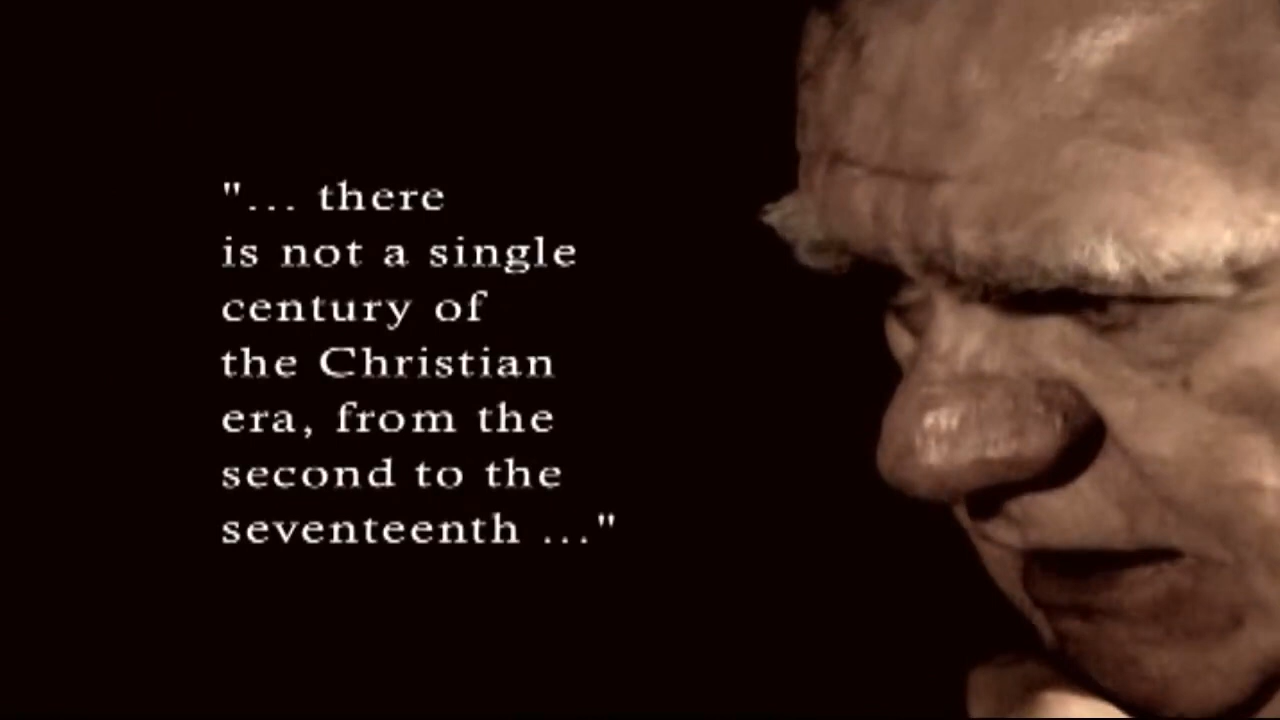 "... there
is not a single
century of
the Christian
era, from the
second to the
seventeenth ..."